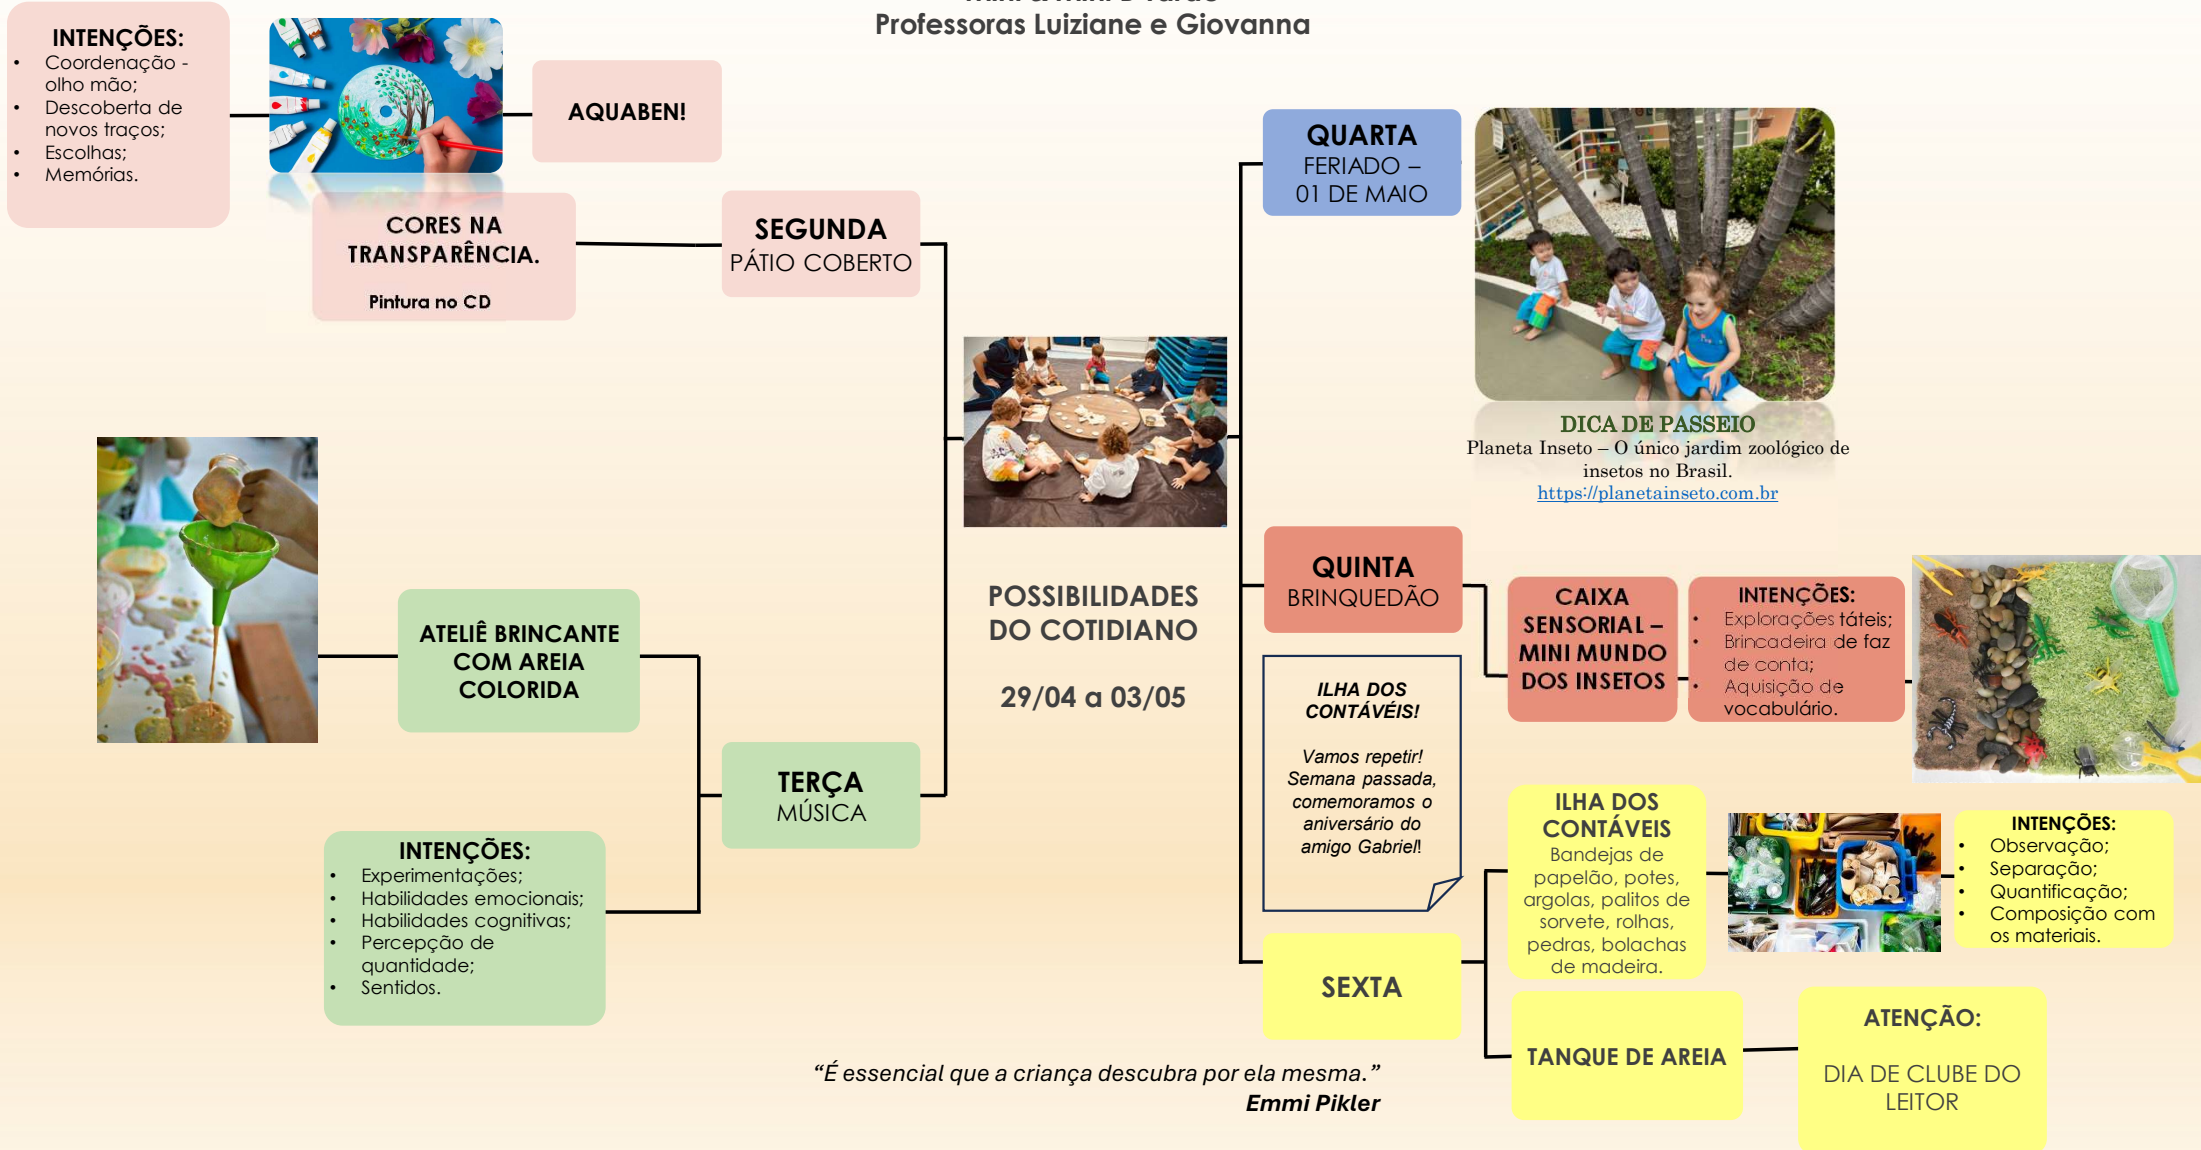 Professoras Luiziane e Giovanna
INTENÇÕES:
• Coordenação -
olho mão;
• Descoberta de
novos traços;
• Escolhas;
• Memórias.
AQUABEN!
CORES NA
TRANSPARÊNCIA.
Pintura no CD
SEGUNDA
PÁTIO COBERTO
ATELIÊ BRINCANTE
COM AREIA
COLORIDA
TERÇA
MÚSICA
INTENÇÕES:
• Experimentações;
• Habilidades emocionais;
• Habilidades cognitivas;
• Percepção de
quantidade;
• Sentidos.
POSSIBILIDADES
DO COTIDIANO
29/04 a 03/05
QUARTA
FERIADO –
01 DE MAIO
DICA DE PASSEIO
Planeta Inseto – O único jardim zoológico de
insetos no Brasil.
https://planetainseto.com.br
QUINTA
BRINQUEDÃO
CAIXA
SENSORIAL –
MINI MUNDO
DOS INSETOS
INTENÇÕES:
• Explorações táteis;
• Brincadeira de faz
de conta;
• Aquisição de
vocabulário.
ILHA DOS
CONTÁVÉIS!
Vamos repetir!
Semana passada,
comemoramos o
aniversário do
amigo Gabriel!
SEXTA
ILHA DOS
CONTÁVEIS
Bandejas de
papelão, potes,
argolas, palitos de
sorvete, rolhas,
pedras, bolachas
de madeira.
INTENÇÕES:
• Observação;
• Separação;
• Quantificação;
• Composição com
os materiais.
TANQUE DE AREIA
ATENÇÃO:
DIA DE CLUBE DO
LEITOR
“É essencial que a criança descubra por ela mesma.”
Emmi Pikler